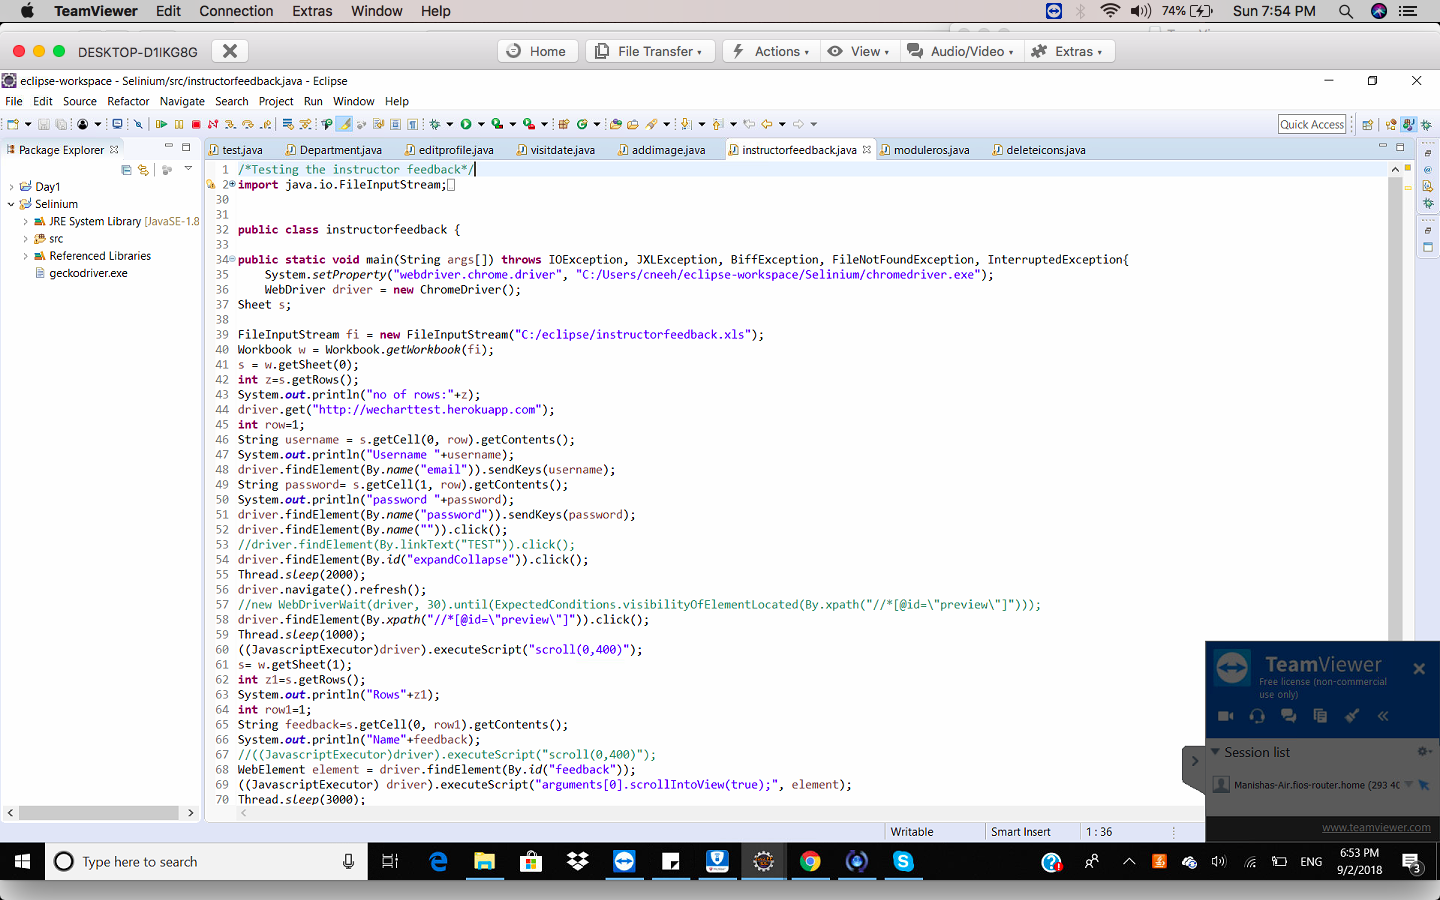 TeamViewer Edit Connection Extras Window Help 74% Sun 7:54 PM
DESKTOP-D1IKG8G Home File Transfer Actions View Audio/Video Extras
eclipse-workspace - Selinium/src/instructorfeedback.java - Eclipse
File Edit Source Refactor Navigate Search Project Run Window Help
Quick Access
Package Explorer
Day1
Selinium
JRE System Library [JavaSE-1.8
src
Referenced Libraries
geckodriver.exe
test.java Department.java editprofile.java visitdate.java addimage.java instructorfeedback.java moduleros.java deleteicons.java
1 /*Testing the instructor feedback*/
2 import java.io.FileInputStream;
30
31
32 public class instructorfeedback {
33
34 public static void main(String args[]) throws IOException, JXLException, BiffException, FileNotFoundException, InterruptedException{
35 System.setProperty("webdriver.chrome.driver", "C:/Users/cneeh/eclipse-workspace/Selinium/chromedriver.exe");
36 WebDriver driver = new ChromeDriver();
37 Sheet s;
38
39 FileInputStream fi = new FileInputStream("C:/eclipse/instructorfeedback.xls");
40 Workbook w = Workbook.getWorkbook(fi);
41 s = w.getSheet(0);
42 int z=s.getRows();
43 System.out.println("no of rows:"+z);
44 driver.get("http://wecharttest.herokuapp.com");
45 int row=1;
46 String username = s.getCell(0, row).getContents();
47 System.out.println("Username "+username);
48 driver.findElement(By.name("email")).sendKeys(username);
49 String password= s.getCell(1, row).getContents();
50 System.out.println("password "+password);
51 driver.findElement(By.name("password")).sendKeys(password);
52 driver.findElement(By.name("")).click();
53 //driver.findElement(By.linkText("TEST")).click();
54 driver.findElement(By.id("expandCollapse")).click();
55 Thread.sleep(2000);
56 driver.navigate().refresh();
57 //new WebDriverWait(driver, 30).until(ExpectedConditions.visibilityOfElementLocated(By.xpath("//*[@id=\"preview\"]")));
58 driver.findElement(By.xpath("//*[@id=\"preview\"]")).click();
59 Thread.sleep(1000);
60 ((JavascriptExecutor)driver).executeScript("scroll(0,400)");
61 s= w.getSheet(1);
62 int z1=s.getRows();
63 System.out.println("Rows"+z1);
64 int row1=1;
65 String feedback=s.getCell(0, row1).getContents();
66 System.out.println("Name"+feedback);
67 //((JavascriptExecutor)driver).executeScript("scroll(0,400)");
68 WebElement element = driver.findElement(By.id("feedback"));
69 ((JavascriptExecutor) driver).executeScript("arguments[0].scrollIntoView(true);", element);
70 Thread.sleep(3000);
TeamViewer
Free license (non-commercial
use only)
Session list
Manishas-Air.fios-router.home (293 4(
www.teamviewer.com
Writable Smart Insert 1 : 36
Type here to search
ENG
6:53 PM
9/2/2018
3